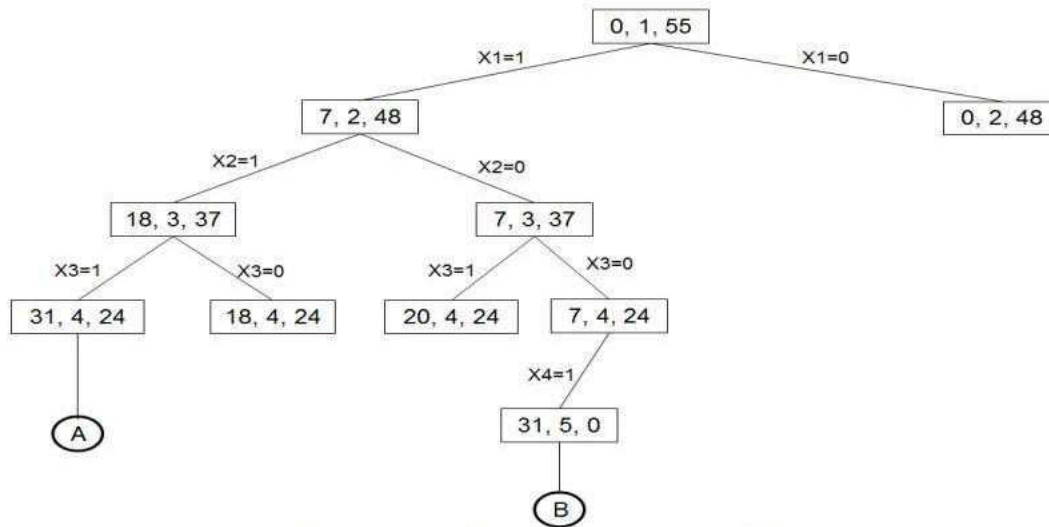 0, 1, 55
X1=1
X1=0
7, 2, 48
0, 2, 48
X2=1
X2=0
18, 3, 37
7, 3, 37
X3=1
X3=0
X3=1
X3=0
31, 4, 24
18, 4, 24
20, 4, 24
7, 4, 24
X4=1
A
31, 5, 0
B